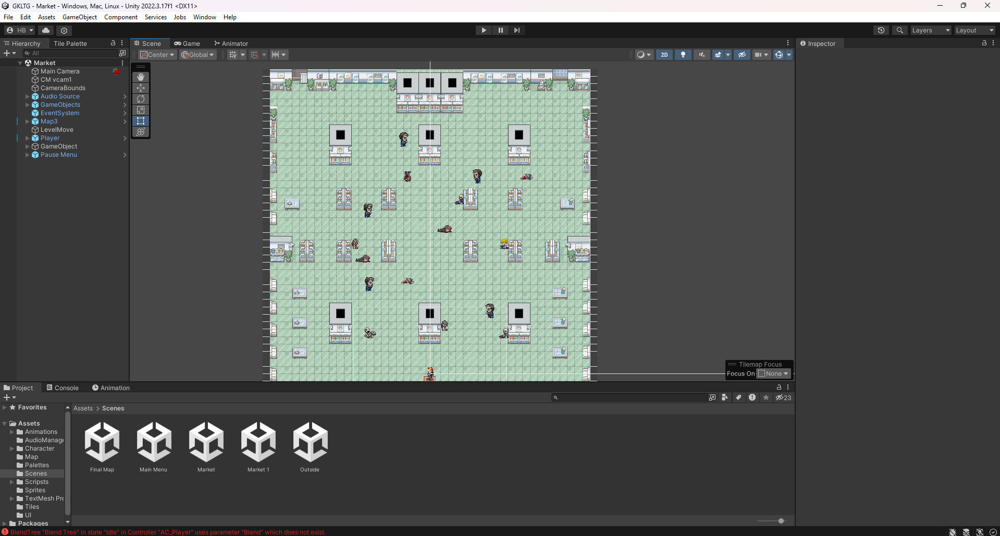 GKLTG - Market - Windows, Mac, Linux - Unity 2022.3.17f1 <DX11>
File Edit Assets GameObject Component Services Jobs Window Help
HB
Layers
Layout
Hierarchy
Tile Palette
Scene
Game
Animator
Inspector
All
Center
Global
2D
Market
Main Camera
CM vcam1
CameraBounds
Audio Source
GameObjects
EventSystem
Map3
LevelMove
Player
GameObject
Pause Menu
Tilemap Focus
Focus On
None
Project
Console
Animation
23
Favorites
Assets
Animations
AudioManage
Character
Map
Palettes
Scenes
Scripsts
Sprites
TextMesh Pro
Tiles
UI
Packages
Assets > Scenes
Final Map
Main Menu
Market
Market 1
Outside
BlendTree "Blend Tree" in state "Idle" in Controller "AC_Player" uses parameter "Blend" which does not exist.